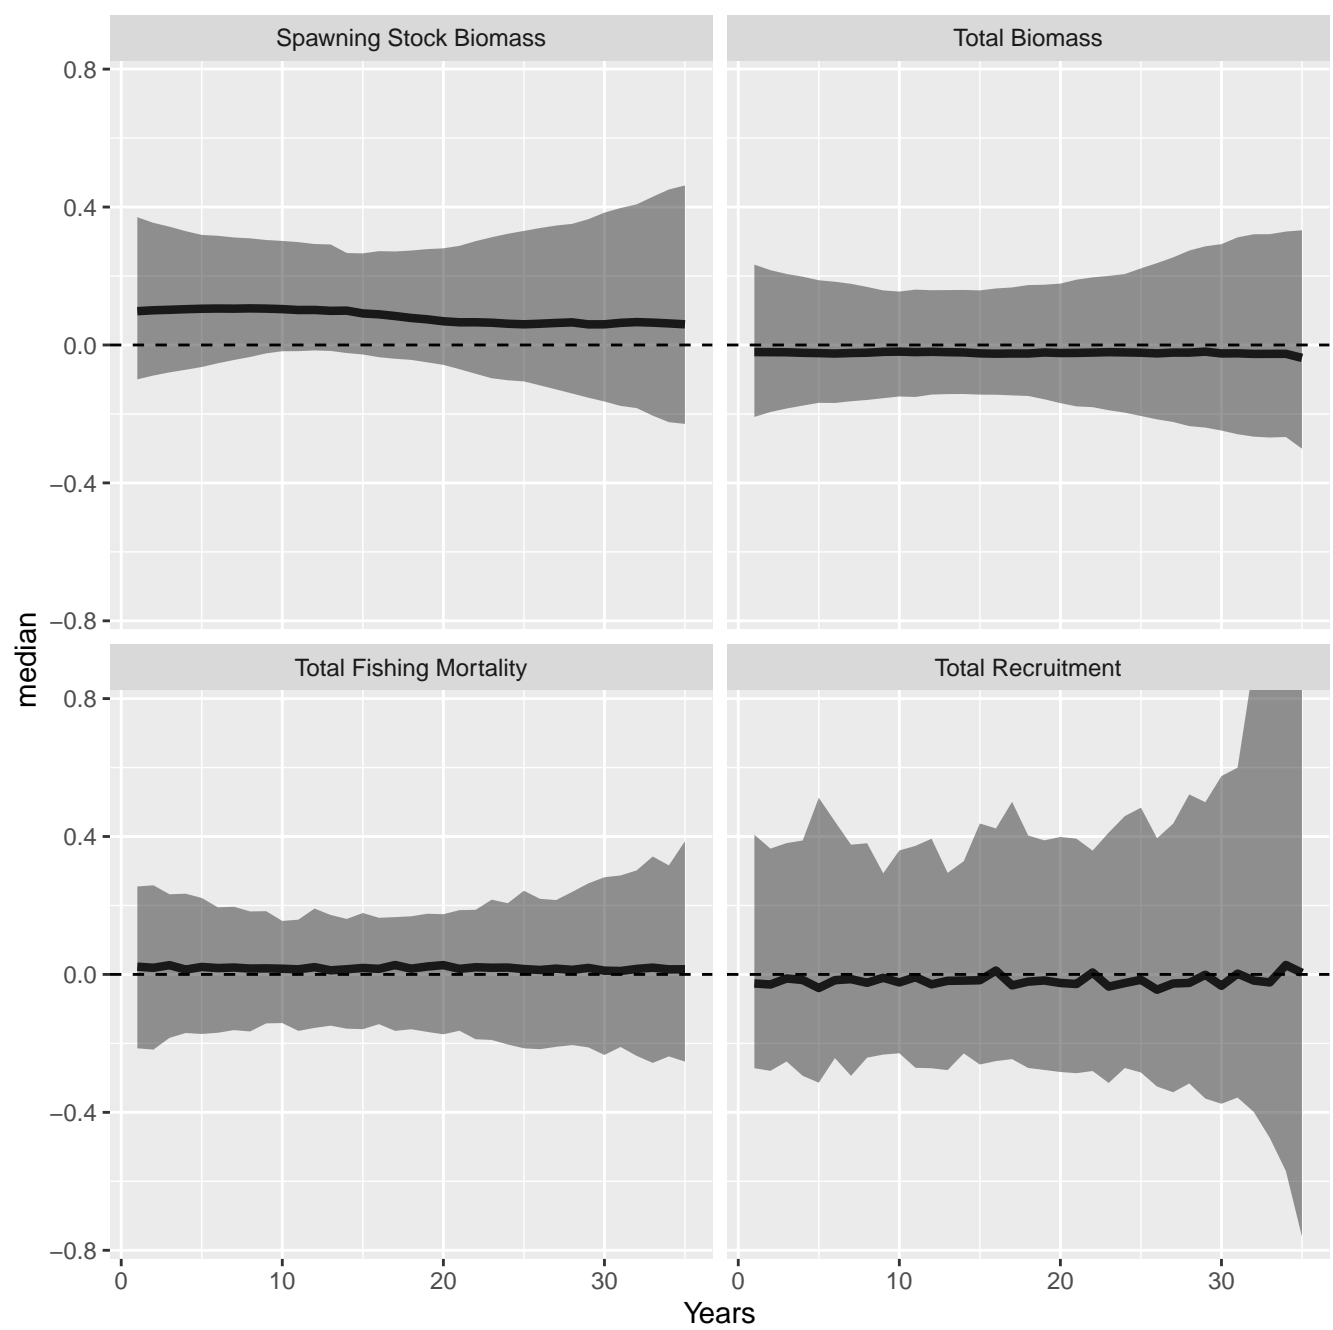 Spawning Stock Biomass
Total Biomass
0.8
0.4
0.0
−0.4
−0.8
median
Total Fishing Mortality
Total Recruitment
0.8
0.4
0.0
−0.4
−0.8
0 10 20 30
0 10 20 30
Years